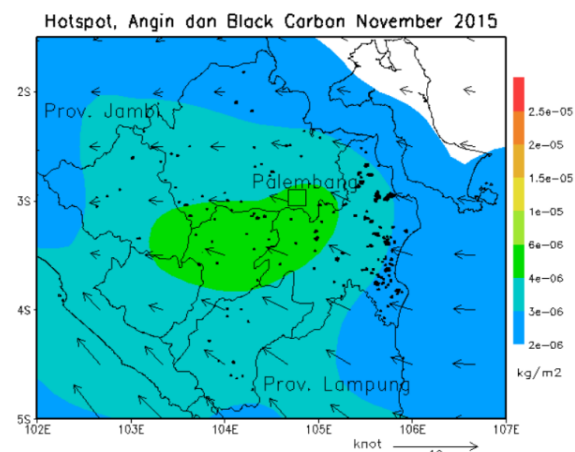 Hotspot, Angin dan Black Carbon November 2015
2S
Prov. Jambi
Palembang
3S
4S
Prov. Lampung
5S
102E 103E 104E 105E 106E 107E
knot
2.5e-05
2e-05
1.5e-05
1e-05
6e-06
4e-06
3e-06
2e-06
kg/m2